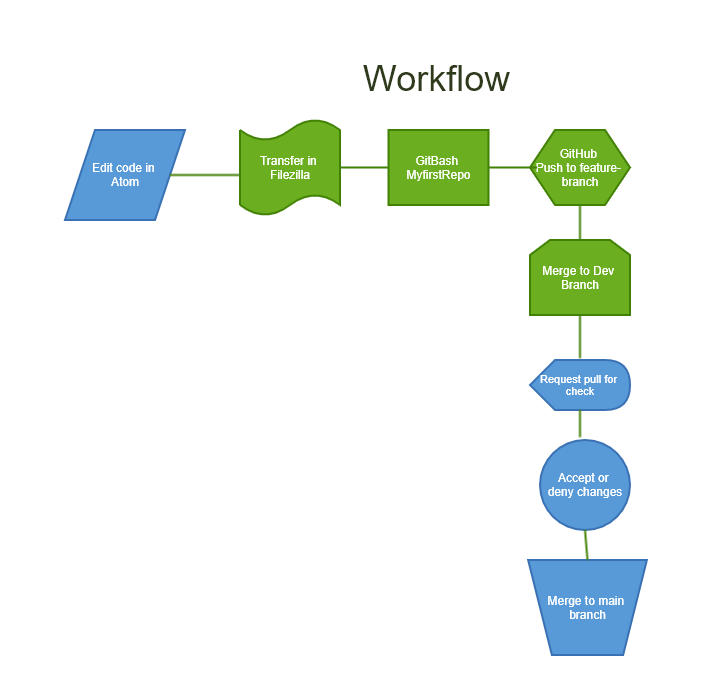 Workflow
Edit code in
Atom
Transfer in
Filezilla
GitBash
MyfirstRepo
GitHub
Push to feature-
branch
Merge to Dev
Branch
Request pull for
check
Accept or
deny changes
Merge to main
branch